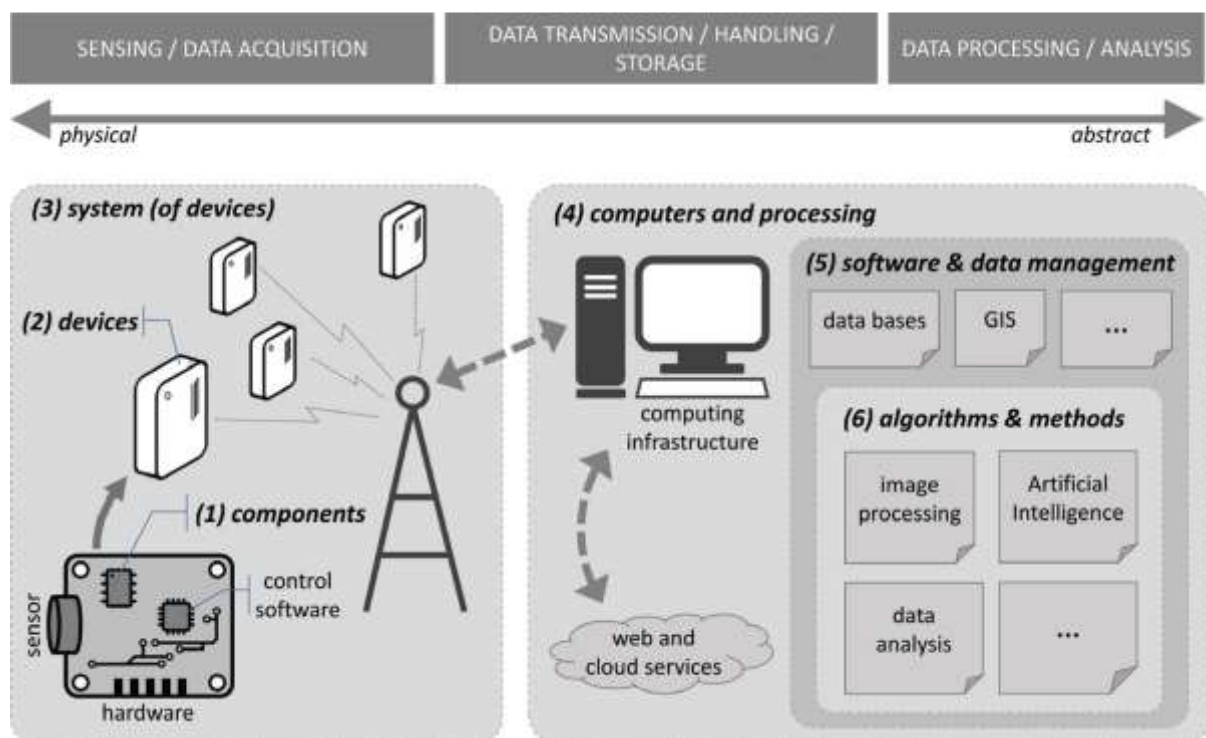 SENSING / DATA ACQUISITION
DATA TRANSMISSION / HANDLING /
STORAGE
DATA PROCESSING / ANALYSIS
physical
abstract
(3) system (of devices)
(2) devices
(1) components
control
software
sensor
hardware
(4) computers and processing
computing
infrastructure
web and
cloud services
(5) software & data management
data bases
GIS
...
(6) algorithms & methods
image
processing
Artificial
Intelligence
data
analysis
...